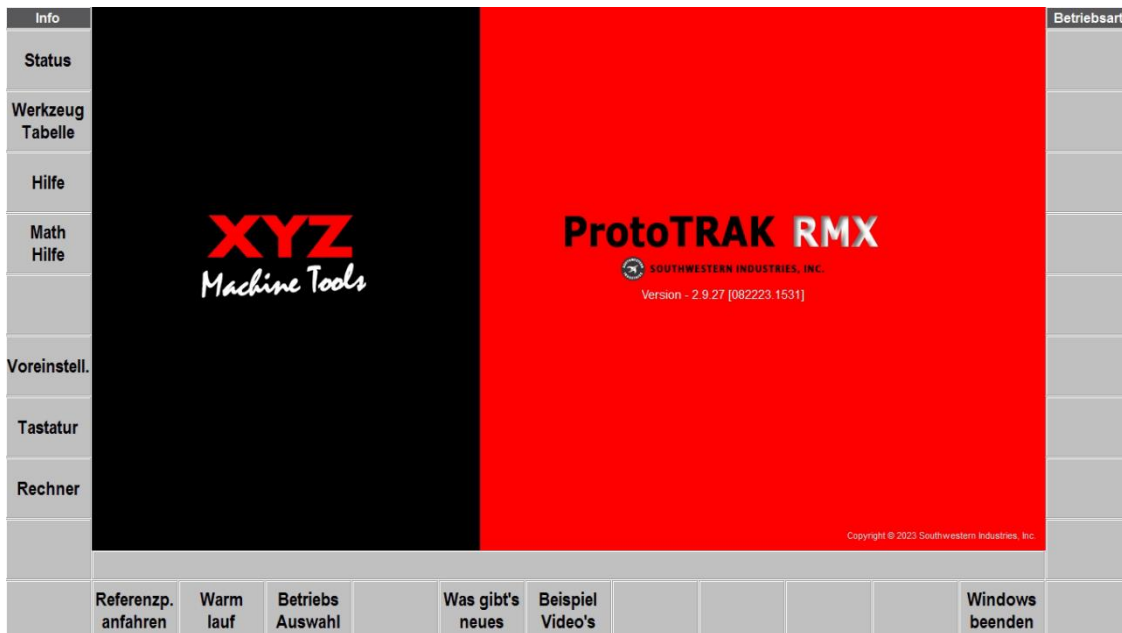 Info
Betriebsart
Status
Werkzeug
Tabelle
Hilfe
Math
Hilfe
Voreinstell.
Tastatur
Rechner
XYZ
Machine Tools
ProtoTRAK RMX
SOUTHWESTERN INDUSTRIES, INC.
Version - 2.9.27 [082223.1531]
Copyright © 2023 Southwestern Industries, Inc.
Referenzp.
anfahren
Warm
lauf
Betriebs
Auswahl
Was gibt's
neues
Beispiel
Video's
Windows
beenden